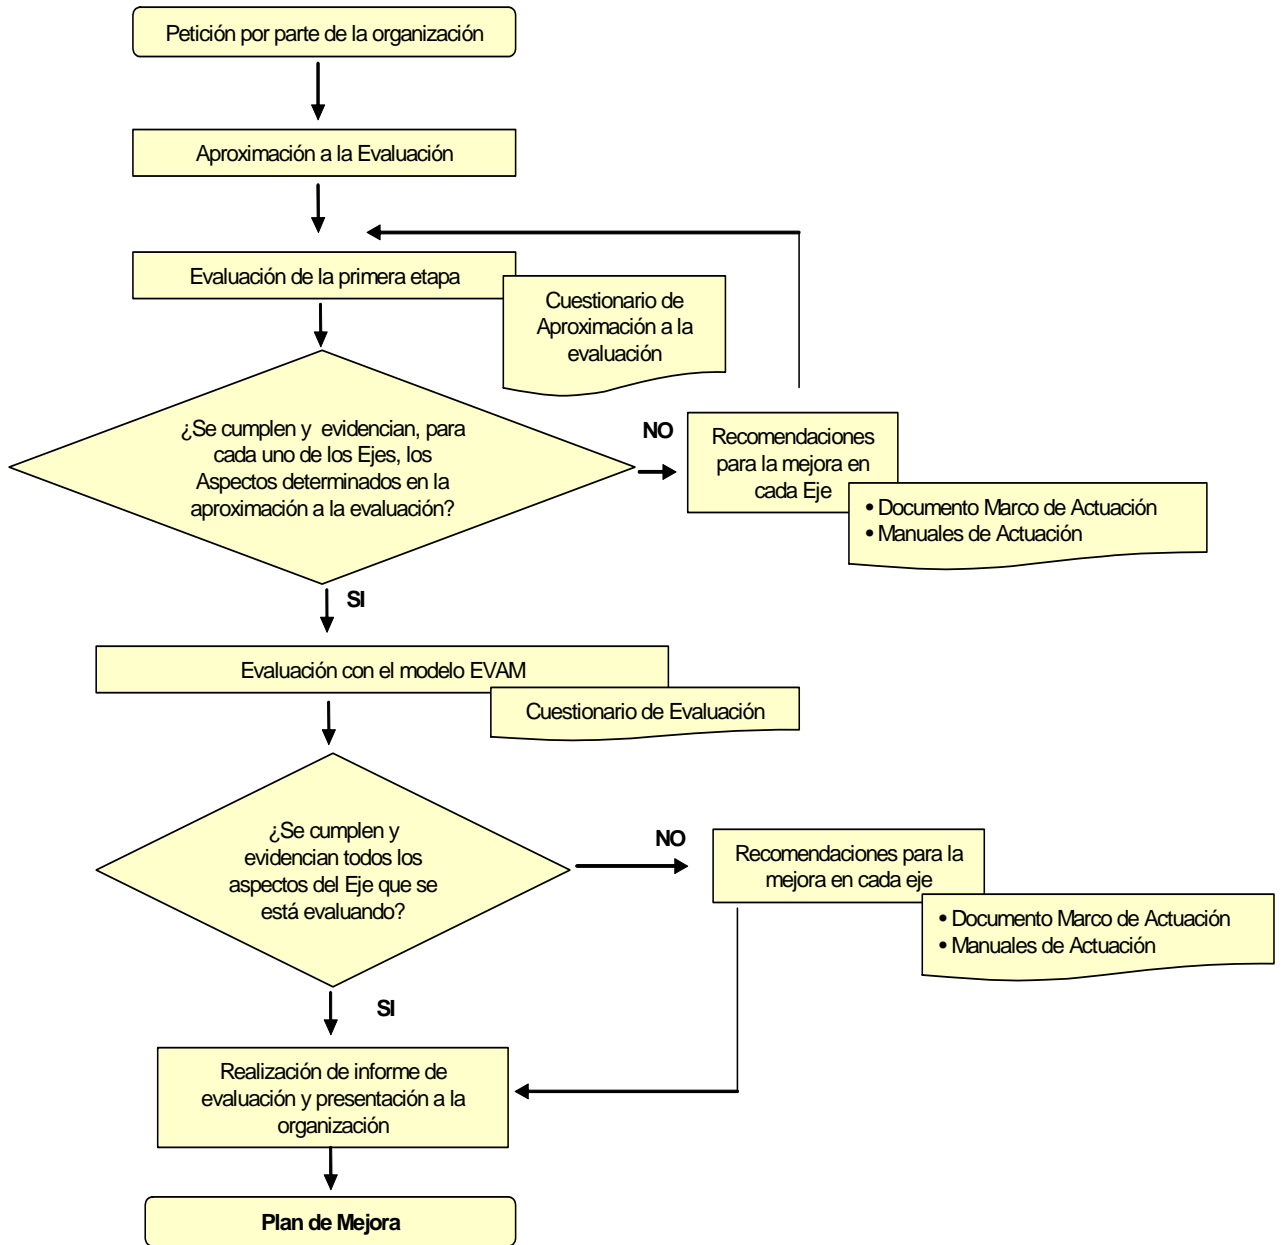 Petición por parte de la organización
Aproximación a la Evaluación
Evaluación de la primera etapa
Cuestionario de
Aproximación a la
evaluación
¿Se cumplen y evidencian, para
cada uno de los Ejes, los
Aspectos determinados en la
aproximación a la evaluación?
NO
Recomendaciones
para la mejora en
cada Eje
• Documento Marco de Actuación
• Manuales de Actuación
SI
Evaluación con el modelo EVAM
Cuestionario de Evaluación
¿Se cumplen y
evidencian todos los
aspectos del Eje que se
está evaluando?
NO
Recomendaciones para la
mejora en cada eje
• Documento Marco de Actuación
• Manuales de Actuación
SI
Realización de informe de
evaluación y presentación a la
organización
Plan de Mejora